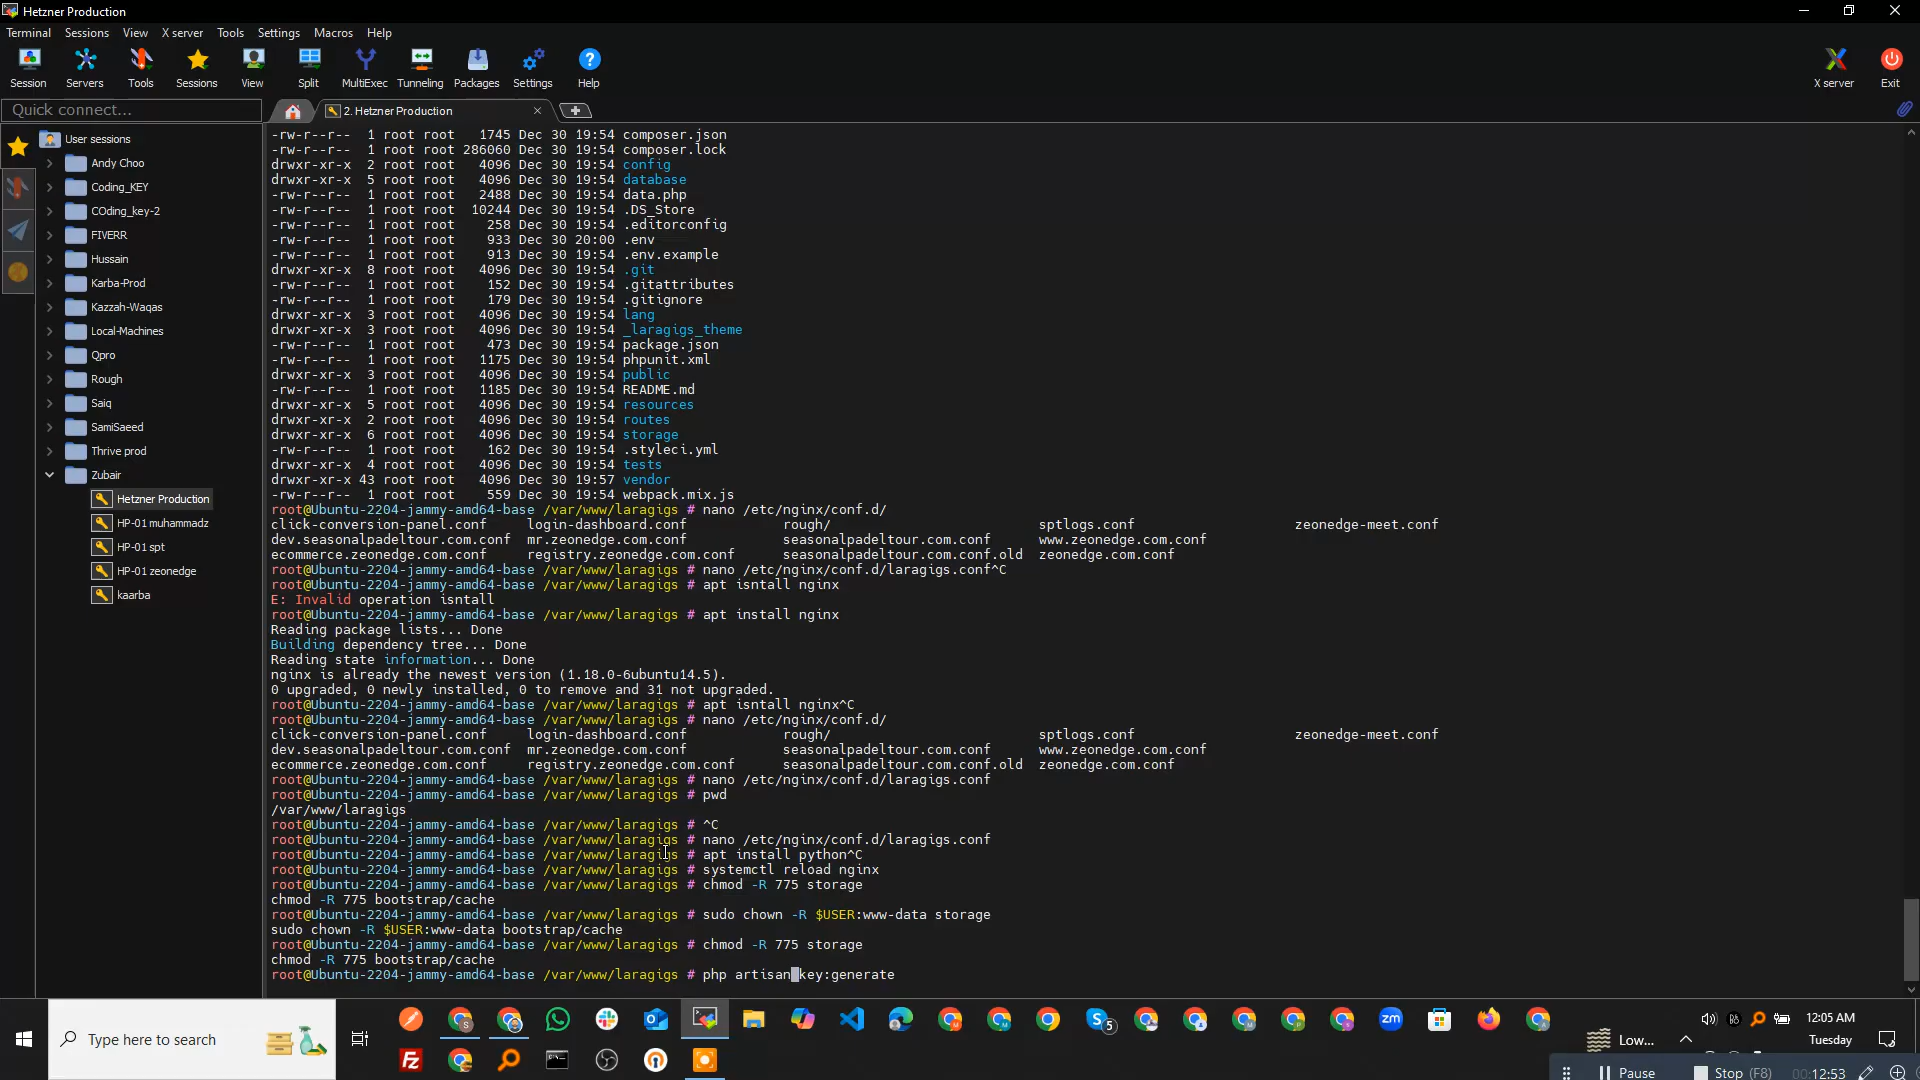 Hetzner Production
Terminal Sessions View X server Tools Settings Macros Help
Session Servers Tools Sessions View Split MultiExec Tunneling Packages Settings Help X server Exit
Quick connect...
2. Hetzner Production
User sessions
Andy Choo
Coding_KEY
COding_key-2
FIVERR
Hussain
Karba-Prod
Kazzah-Waqas
Local-Machines
Qpro
Rough
Saiq
SamiSaeed
Thrive prod
Zubair
Hetzner Production
HP-01 muhammadz
HP-01 spt
HP-01 zeonedge
kaarba
-rw-r--r-- 1 root root 1745 Dec 30 19:54 composer.json
-rw-r--r-- 1 root root 286060 Dec 30 19:54 composer.lock
drwxr-xr-x 2 root root 4096 Dec 30 19:54 config
drwxr-xr-x 5 root root 4096 Dec 30 19:54 database
-rw-r--r-- 1 root root 2488 Dec 30 19:54 data.php
-rw-r--r-- 1 root root 10244 Dec 30 19:54 .DS_Store
-rw-r--r-- 1 root root 258 Dec 30 19:54 .editorconfig
-rw-r--r-- 1 root root 933 Dec 30 20:00 .env
-rw-r--r-- 1 root root 913 Dec 30 19:54 .env.example
drwxr-xr-x 8 root root 4096 Dec 30 19:54 .git
-rw-r--r-- 1 root root 152 Dec 30 19:54 .gitattributes
-rw-r--r-- 1 root root 179 Dec 30 19:54 .gitignore
drwxr-xr-x 3 root root 4096 Dec 30 19:54 lang
drwxr-xr-x 3 root root 4096 Dec 30 19:54 _laragigs_theme
-rw-r--r-- 1 root root 473 Dec 30 19:54 package.json
-rw-r--r-- 1 root root 1175 Dec 30 19:54 phpunit.xml
drwxr-xr-x 3 root root 4096 Dec 30 19:54 public
-rw-r--r-- 1 root root 1185 Dec 30 19:54 README.md
drwxr-xr-x 5 root root 4096 Dec 30 19:54 resources
drwxr-xr-x 2 root root 4096 Dec 30 19:54 routes
drwxr-xr-x 6 root root 4096 Dec 30 19:54 storage
-rw-r--r-- 1 root root 162 Dec 30 19:54 .styleci.yml
drwxr-xr-x 4 root root 4096 Dec 30 19:54 tests
drwxr-xr-x 43 root root 4096 Dec 30 19:57 vendor
-rw-r--r-- 1 root root 559 Dec 30 19:54 webpack.mix.js
root@Ubuntu-2204-jammy-amd64-base /var/www/laragigs # nano /etc/nginx/conf.d/
click-conversion-panel.conf login-dashboard.conf rough/ sptlogs.conf zeonedge-meet.conf
dev.seasonalpadeltour.com.conf mr.zeonedge.com.conf seasonalpadeltour.com.conf www.zeonedge.com.conf
ecommerce.zeonedge.com.conf registry.zeonedge.com.conf seasonalpadeltour.com.conf.old zeonedge.com.conf
root@Ubuntu-2204-jammy-amd64-base /var/www/laragigs # nano /etc/nginx/conf.d/laragigs.conf^C
root@Ubuntu-2204-jammy-amd64-base /var/www/laragigs # apt isntall nginx
E: Invalid operation isntall
root@Ubuntu-2204-jammy-amd64-base /var/www/laragigs # apt install nginx
Reading package lists... Done
Building dependency tree... Done
Reading state information... Done
nginx is already the newest version (1.18.0-6ubuntu14.5).
0 upgraded, 0 newly installed, 0 to remove and 31 not upgraded.
root@Ubuntu-2204-jammy-amd64-base /var/www/laragigs # apt isntall nginx^C
root@Ubuntu-2204-jammy-amd64-base /var/www/laragigs # nano /etc/nginx/conf.d/
click-conversion-panel.conf login-dashboard.conf rough/ sptlogs.conf zeonedge-meet.conf
dev.seasonalpadeltour.com.conf mr.zeonedge.com.conf seasonalpadeltour.com.conf www.zeonedge.com.conf
ecommerce.zeonedge.com.conf registry.zeonedge.com.conf seasonalpadeltour.com.conf.old zeonedge.com.conf
root@Ubuntu-2204-jammy-amd64-base /var/www/laragigs # nano /etc/nginx/conf.d/laragigs.conf
root@Ubuntu-2204-jammy-amd64-base /var/www/laragigs # pwd
/var/www/laragigs
root@Ubuntu-2204-jammy-amd64-base /var/www/laragigs # ^C
root@Ubuntu-2204-jammy-amd64-base /var/www/laragigs # nano /etc/nginx/conf.d/laragigs.conf
root@Ubuntu-2204-jammy-amd64-base /var/www/laragigs # apt install python^C
root@Ubuntu-2204-jammy-amd64-base /var/www/laragigs # systemctl reload nginx
root@Ubuntu-2204-jammy-amd64-base /var/www/laragigs # chmod -R 775 storage
chmod -R 775 bootstrap/cache
root@Ubuntu-2204-jammy-amd64-base /var/www/laragigs # sudo chown -R $USER:www-data storage
sudo chown -R $USER:www-data bootstrap/cache
root@Ubuntu-2204-jammy-amd64-base /var/www/laragigs # chmod -R 775 storage
chmod -R 775 bootstrap/cache
root@Ubuntu-2204-jammy-amd64-base /var/www/laragigs # php artisan key:generate
Type here to search
Low...
12:05 AM
Tuesday
Pause Stop (F8) 00:12:53